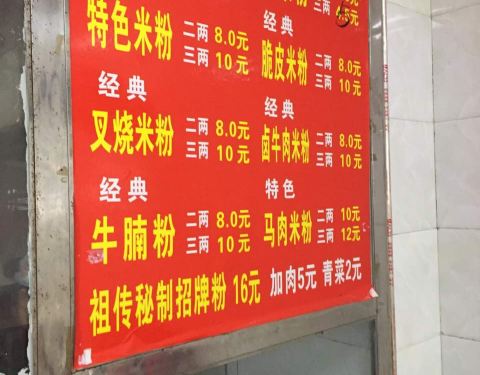 特色米粉 二两 8.0元
三两 10元
脆皮米粉 二两 8.0元
三两 10元
经典
叉烧米粉 二两 8.0元
三两 10元
经典
卤牛肉米粉 二两 8.0元
三两 10元
经典
牛腩粉 二两 8.0元
三两 10元
特色
马肉米粉 二两 10元
三两 12元
祖传秘制招牌粉 16元 加肉5元 青菜2元